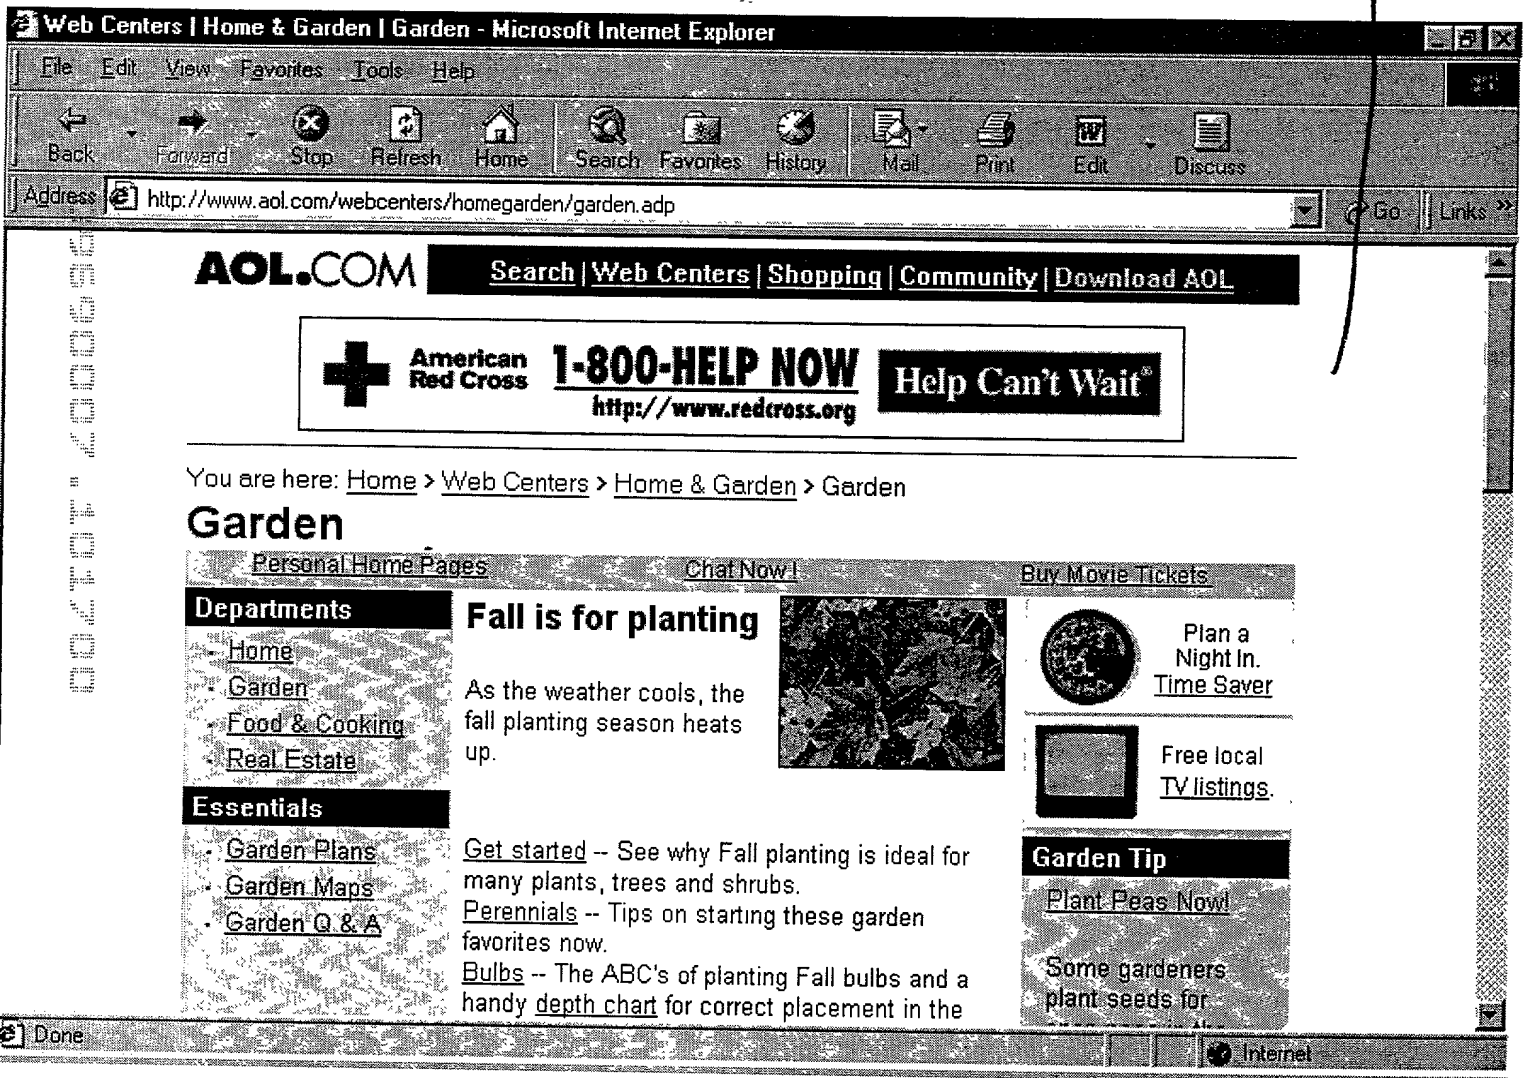 Web Centers | Home & Garden | Garden - Microsoft Internet Explorer
File Edit View Favorites Tools Help
Back Forward Stop Refresh Home Search Favorites History Mail Print Edit Discuss
Address http://www.aol.com/webcenters/homegarden/garden.adp Go Links »
AOL.COM Search | Web Centers | Shopping | Community | Download AOL
American
Red Cross
1-800-HELP NOW
http://www.redcross.org
Help Can't Wait®
You are here: Home > Web Centers > Home & Garden > Garden
Garden
Personal Home Pages Chat Now! Buy Movie Tickets
Departments
· Home
· Garden
· Food & Cooking
· Real Estate
Essentials
· Garden Plans
· Garden Maps
· Garden Q & A
Fall is for planting
As the weather cools, the
fall planting season heats
up.
Get started -- See why Fall planting is ideal for
many plants, trees and shrubs.
Perennials -- Tips on starting these garden
favorites now.
Bulbs -- The ABC's of planting Fall bulbs and a
handy depth chart for correct placement in the
Plan a
Night In.
Time Saver
Free local
TV listings.
Garden Tip
Plant Peas Now!
Some gardeners
plant seeds for
Done Internet